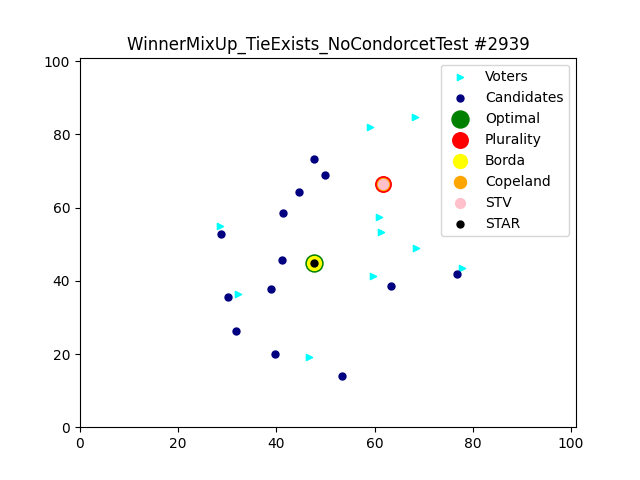 WinnerMixUp_TieExists_NoCondorcetTest #2939
Voters
Candidates
Optimal
Plurality
Borda
Copeland
STV
STAR
100
80
60
40
20
0
0 20 40 60 80 100